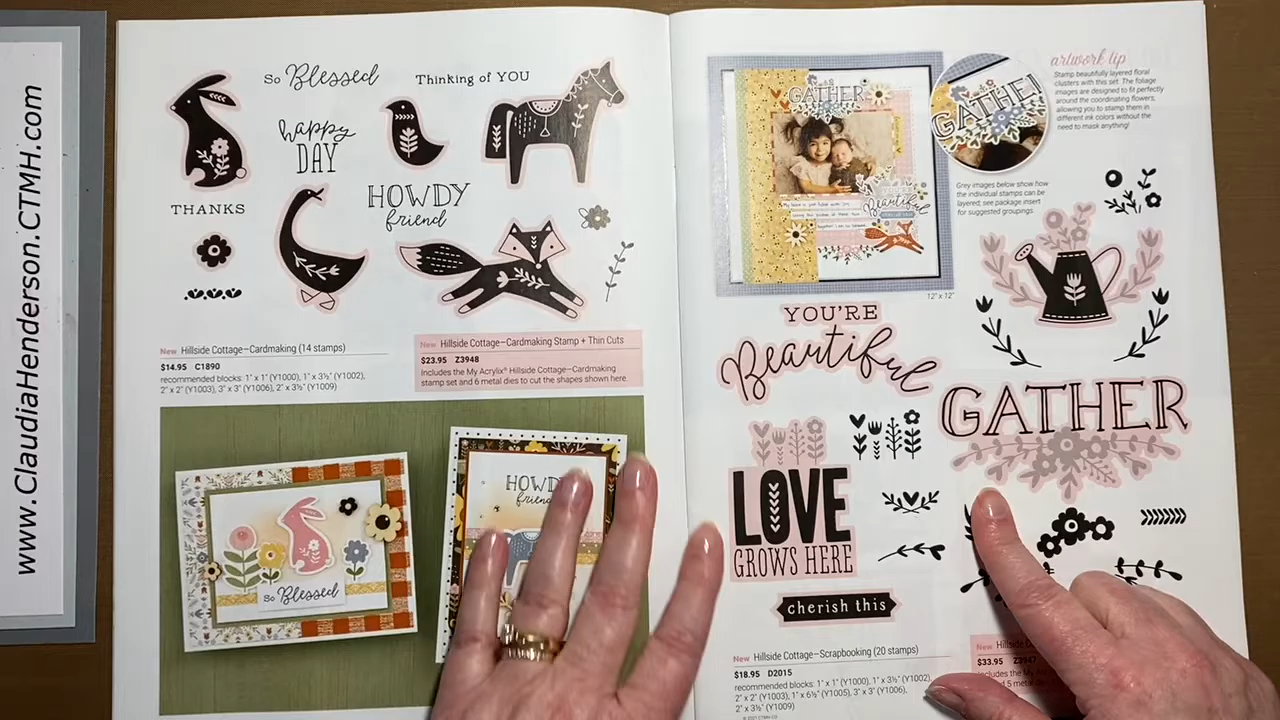 www.ClaudiaHenderson.CTMH.com
So Blessed
Thinking of YOU
happy
DAY
HOWDY
friend
THANKS
New Hillside Cottage—Cardmaking (14 stamps)
$14.95 C1890
recommended blocks: 1" x 1" (Y1000), 1" x 3½" (Y1002),
2" x 2" (Y1003), 3" x 3" (Y1006), 2" x 3½" (Y1009)
New Hillside Cottage—Cardmaking Stamp + Thin Cuts
$23.95 Z3948
Includes the My Acrylix® Hillside Cottage—Cardmaking
stamp set and 6 metal dies to cut the shapes shown here.
So Blessed
HOWDY
friend
GATHER
YOU'RE
Beautiful
12" x 12"
GATHE
artwork tip
Stamp beautifully layered floral
clusters with this set. The foliage
images are designed to fit perfectly
around the coordinating flowers,
allowing you to stamp them in
different ink colors without the
need to mask anything!
Grey images below show how
the individual stamps can be
layered; see package insert
for suggested groupings.
YOU'RE
Beautiful
GATHER
LOVE
GROWS HERE
cherish this
New Hillside Cottage—Scrapbooking (20 stamps)
$18.95 D2015
recommended blocks: 1" x 1" (Y1000), 1" x 3½" (Y1002),
2" x 2" (Y1003), 1" x 6½" (Y1005), 3" x 3" (Y1006),
2" x 3½" (Y1009)
New
$33.95